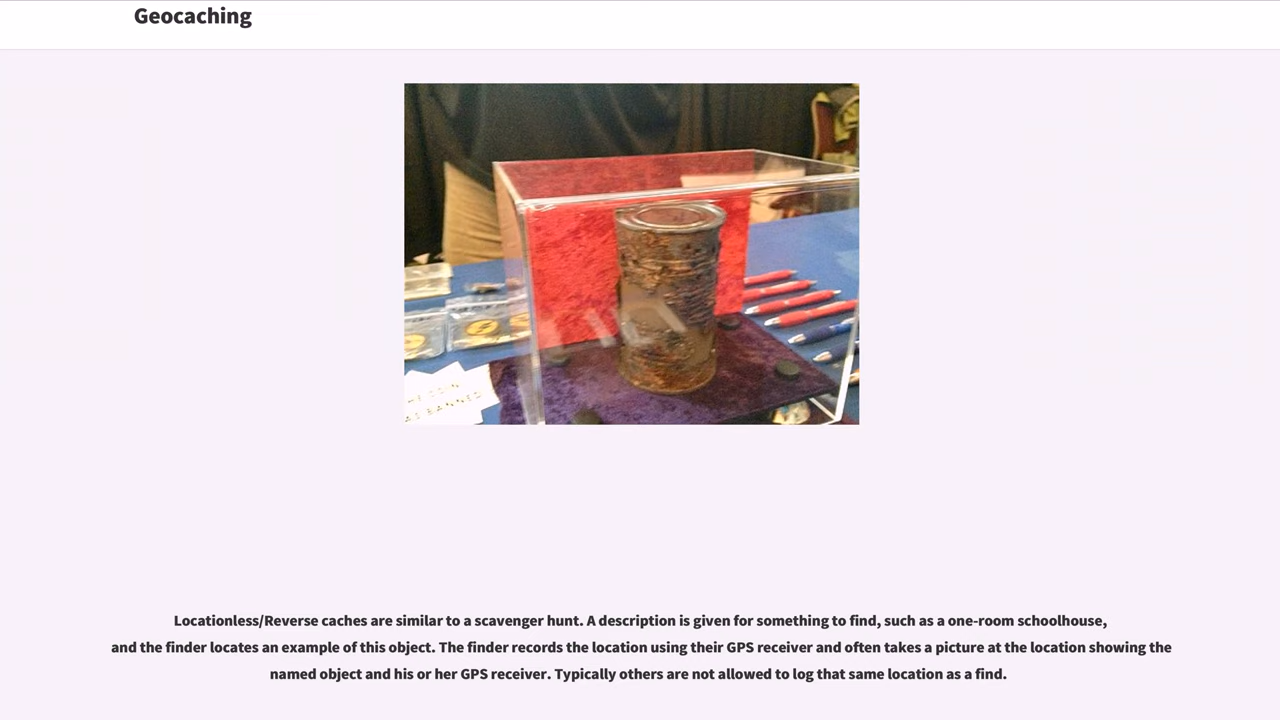 Geocaching
COIN
BANNED
Locationless/Reverse caches are similar to a scavenger hunt. A description is given for something to find, such as a one-room schoolhouse,
and the finder locates an example of this object. The finder records the location using their GPS receiver and often takes a picture at the location showing the
named object and his or her GPS receiver. Typically others are not allowed to log that same location as a find.